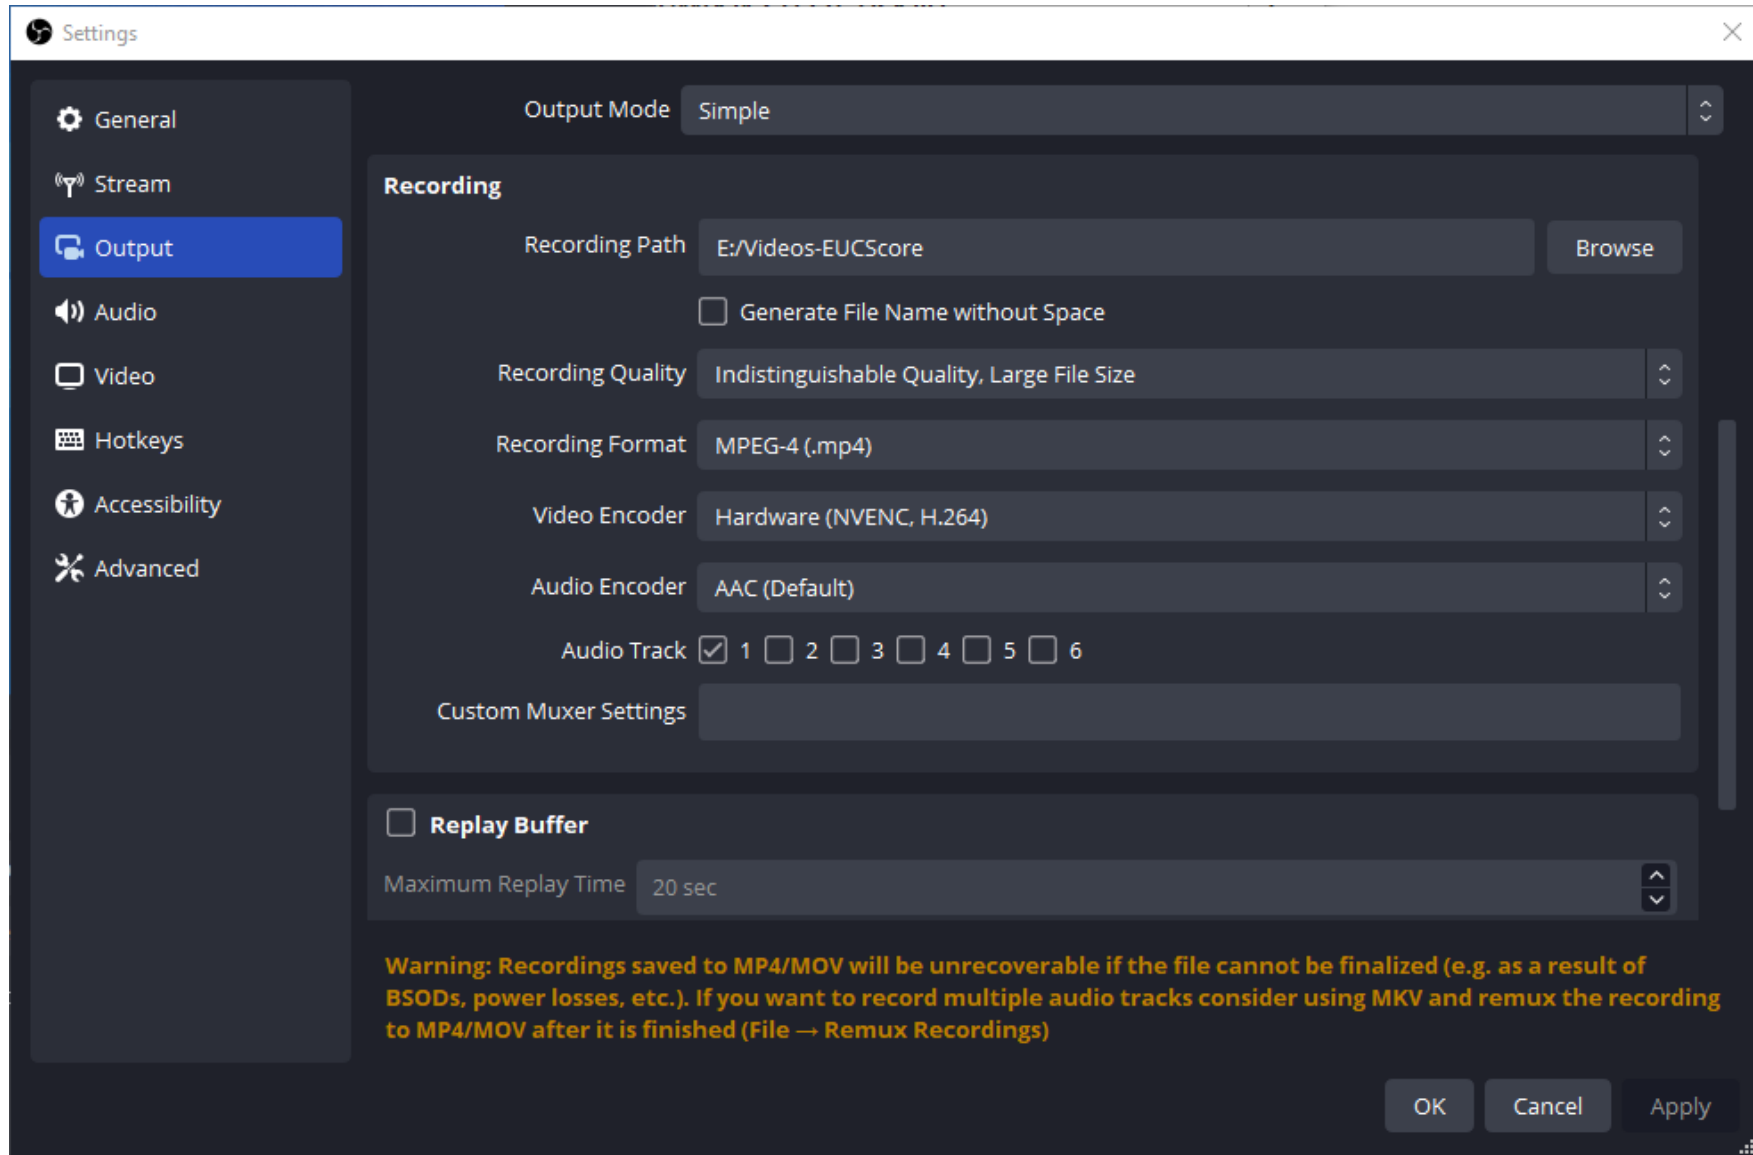 Settings
General
Stream
Output
Audio
Video
Hotkeys
Accessibility
Advanced
Output Mode Simple
Recording
Recording Path E:/Videos-EUCScore Browse
Generate File Name without Space
Recording Quality Indistinguishable Quality, Large File Size
Recording Format MPEG-4 (.mp4)
Video Encoder Hardware (NVENC, H.264)
Audio Encoder AAC (Default)
Audio Track 1 2 3 4 5 6
Custom Muxer Settings
Replay Buffer
Maximum Replay Time 20 sec
Warning: Recordings saved to MP4/MOV will be unrecoverable if the file cannot be finalized (e.g. as a result of
BSODs, power losses, etc.). If you want to record multiple audio tracks consider using MKV and remux the recording
to MP4/MOV after it is finished (File → Remux Recordings)
OK Cancel Apply